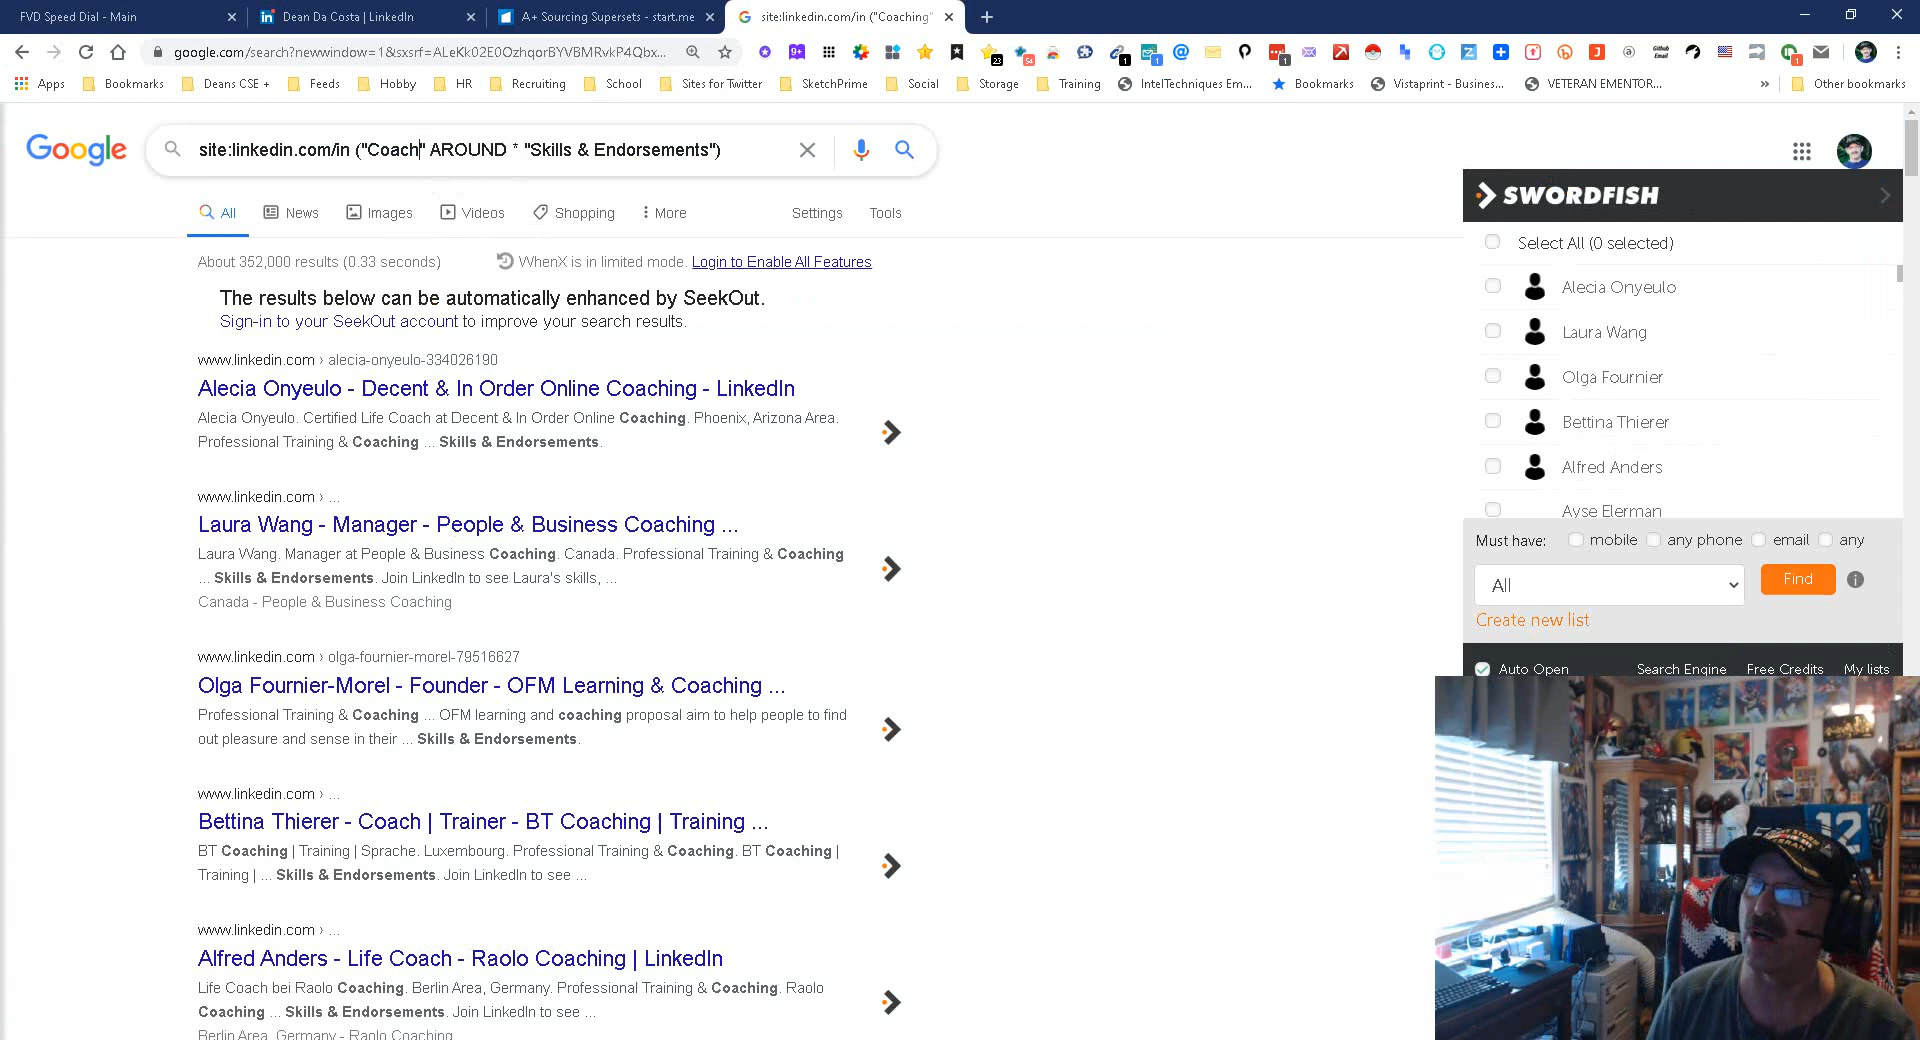 FVD Speed Dial - Main
Dean Da Costa | LinkedIn
A+ Sourcing Supersets - start.me
site:linkedin.com/in ("Coaching"
google.com/search?newwindow=1&sxsrf=ALeKk02E0OzhqorBYVBMRvkP4Qbx...
Apps
Bookmarks
Deans CSE +
Feeds
Hobby
HR
Recruiting
School
Sites for Twitter
SketchPrime
Social
Storage
Training
IntelTechniques Em...
Bookmarks
Vistaprint - Busines...
VETERAN EMENTOR...
»
Other bookmarks
Google
site:linkedin.com/in ("Coach" AROUND * "Skills & Endorsements")
All
News
Images
Videos
Shopping
More
Settings
Tools
About 352,000 results (0.33 seconds)
WhenX is in limited mode. Login to Enable All Features
The results below can be automatically enhanced by SeekOut.
Sign-in to your SeekOut account to improve your search results.
www.linkedin.com › alecia-onyeulo-334026190
Alecia Onyeulo - Decent & In Order Online Coaching - LinkedIn
Alecia Onyeulo. Certified Life Coach at Decent & In Order Online Coaching. Phoenix, Arizona Area.
Professional Training & Coaching ... Skills & Endorsements.
www.linkedin.com › ...
Laura Wang - Manager - People & Business Coaching ...
Laura Wang. Manager at People & Business Coaching. Canada. Professional Training & Coaching
... Skills & Endorsements. Join LinkedIn to see Laura's skills, ...
Canada - People & Business Coaching
www.linkedin.com › olga-fournier-morel-79516627
Olga Fournier-Morel - Founder - OFM Learning & Coaching ...
Professional Training & Coaching ... OFM learning and coaching proposal aim to help people to find
out pleasure and sense in their ... Skills & Endorsements.
www.linkedin.com › ...
Bettina Thierer - Coach | Trainer - BT Coaching | Training ...
BT Coaching | Training | Sprache. Luxembourg. Professional Training & Coaching. BT Coaching |
Training | ... Skills & Endorsements. Join LinkedIn to see ...
www.linkedin.com › ...
Alfred Anders - Life Coach - Raolo Coaching | LinkedIn
Life Coach bei Raolo Coaching. Berlin Area, Germany. Professional Training & Coaching. Raolo
Coaching ... Skills & Endorsements. Join LinkedIn to see ...
Berlin Area, Germany - Raolo Coaching
SWORDFISH
Select All (0 selected)
Alecia Onyeulo
Laura Wang
Olga Fournier
Bettina Thierer
Alfred Anders
Ayse Elerman
Must have:
mobile
any phone
email
any
All
Find
Create new list
Auto Open
Search Engine
Free Credits
My lists
12